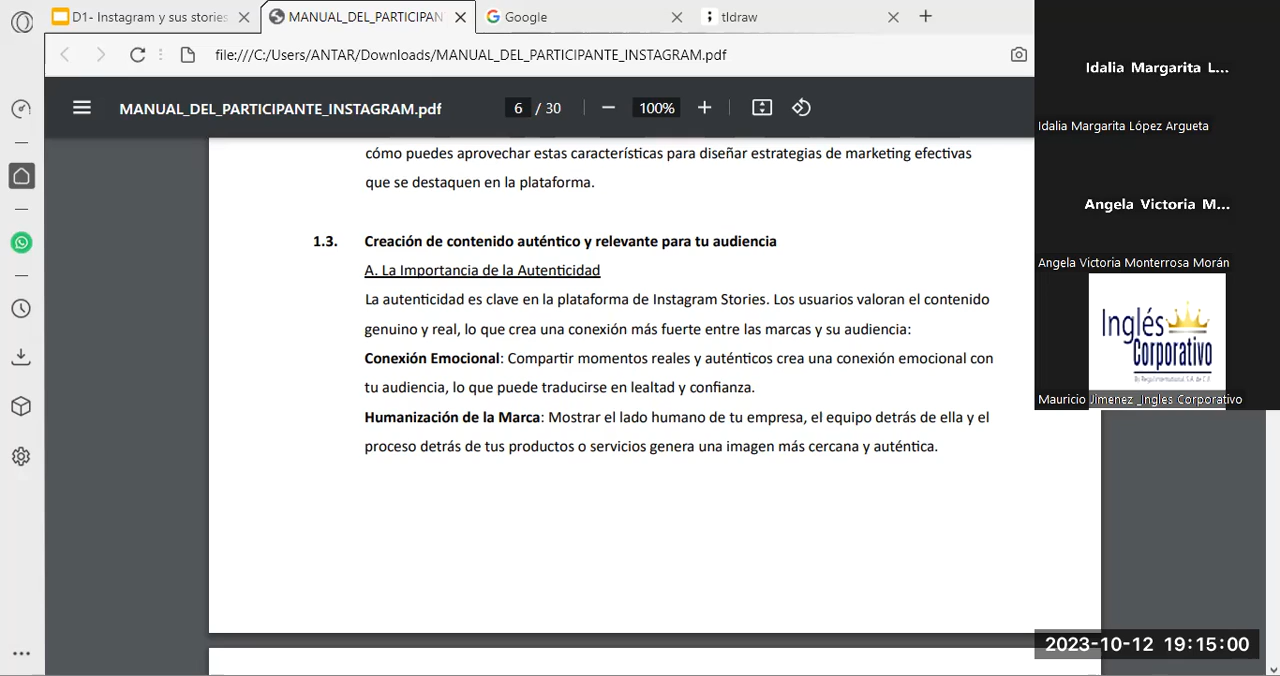 D1- Instagram y sus stories
MANUAL_DEL_PARTICIPAN
Google
tldraw
file:///C:/Users/ANTAR/Downloads/MANUAL_DEL_PARTICIPANTE_INSTAGRAM.pdf
MANUAL_DEL_PARTICIPANTE_INSTAGRAM.pdf
6 / 30
100%
cómo puedes aprovechar estas características para diseñar estrategias de marketing efectivas
que se destaquen en la plataforma.
1.3. Creación de contenido auténtico y relevante para tu audiencia
A. La Importancia de la Autenticidad
La autenticidad es clave en la plataforma de Instagram Stories. Los usuarios valoran el contenido
genuino y real, lo que crea una conexión más fuerte entre las marcas y su audiencia:
Conexión Emocional: Compartir momentos reales y auténticos crea una conexión emocional con
tu audiencia, lo que puede traducirse en lealtad y confianza.
Humanización de la Marca: Mostrar el lado humano de tu empresa, el equipo detrás de ella y el
proceso detrás de tus productos o servicios genera una imagen más cercana y auténtica.
Idalia Margarita L...
Idalia Margarita López Argueta
Angela Victoria M...
Angela Victoria Monterrosa Morán
Inglés
Corporativo
Mauricio Jimenez _Ingles Corporativo
2023-10-12 19:15:00